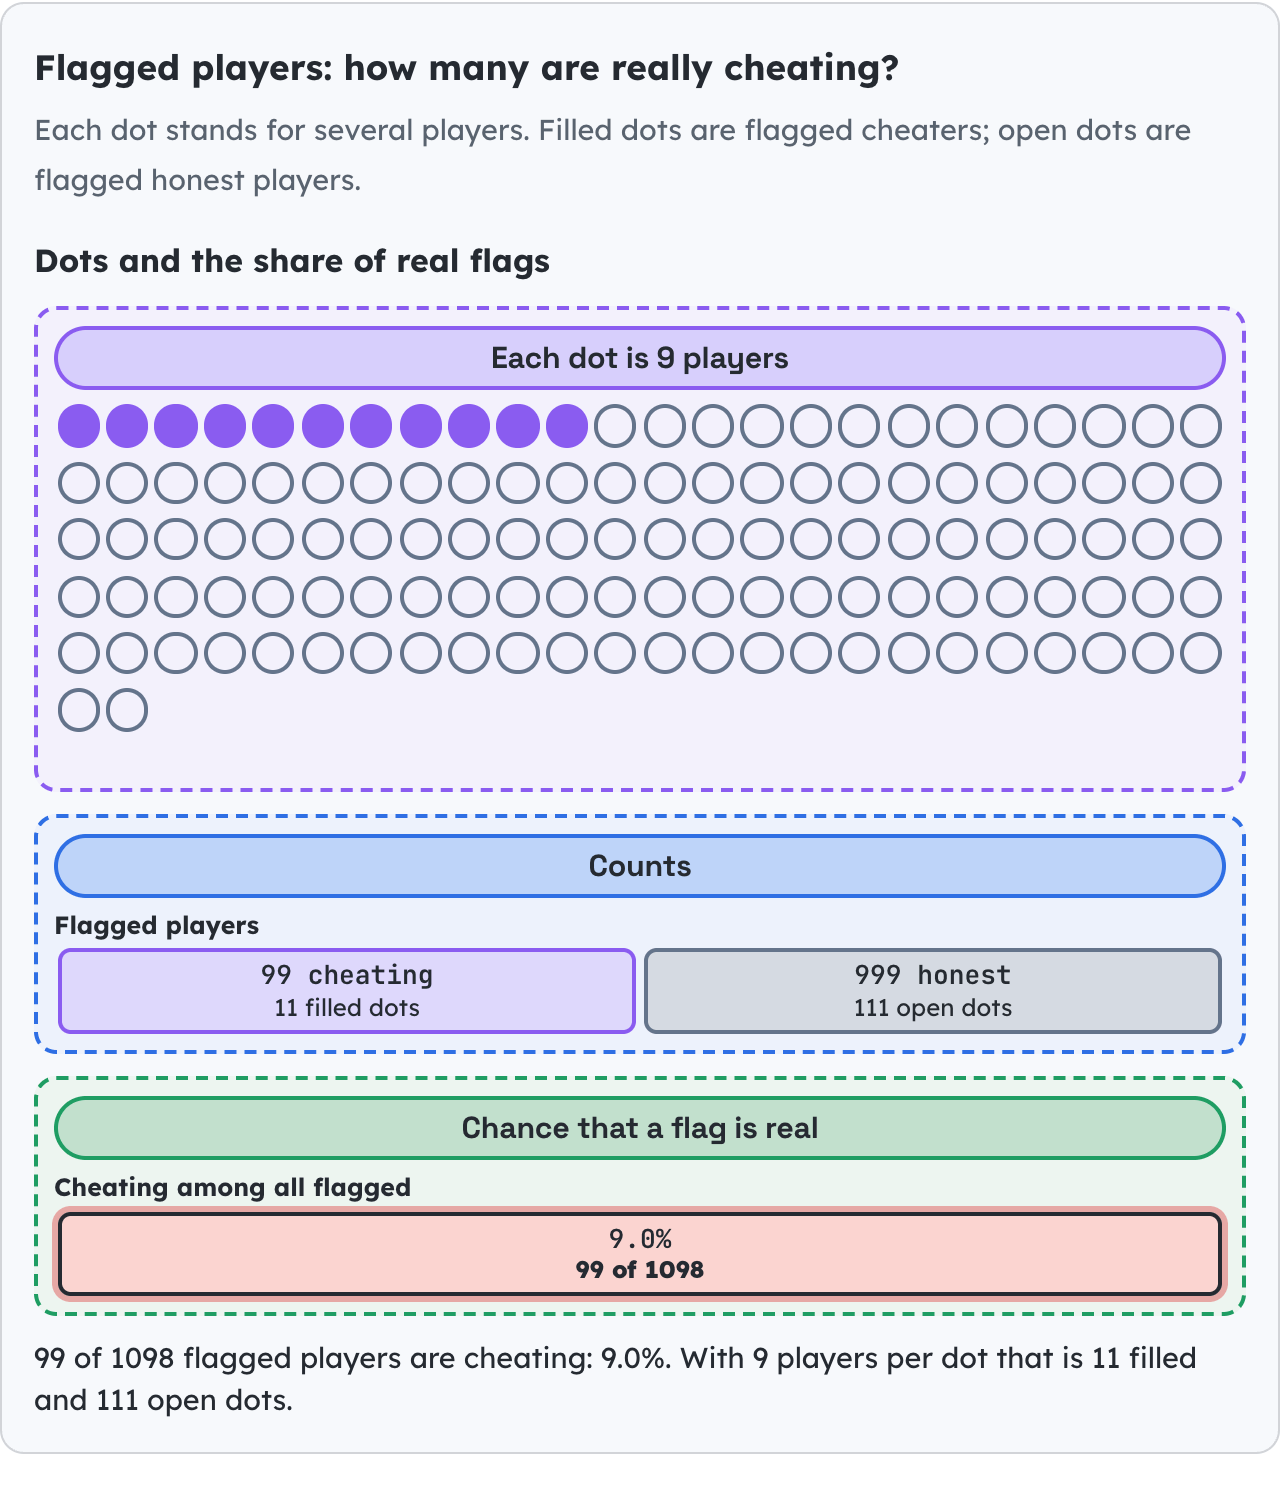 Flagged players: how many are really cheating?
Each dot stands for several players. Filled dots are flagged cheaters; open dots are
flagged honest players.
Dots and the share of real flags
Each dot is 9 players
Counts
Flagged players
99 cheating
11 filled dots
999 honest
111 open dots
Chance that a flag is real
Cheating among all flagged
9.0%
99 of 1098
99 of 1098 flagged players are cheating: 9.0%. With 9 players per dot that is 11 filled
and 111 open dots.